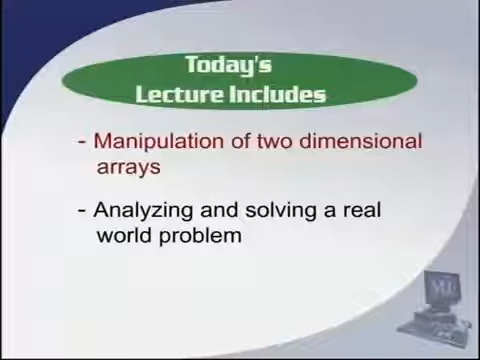 Today's
Lecture Includes
- Manipulation of two dimensional
arrays
- Analyzing and solving a real
world problem